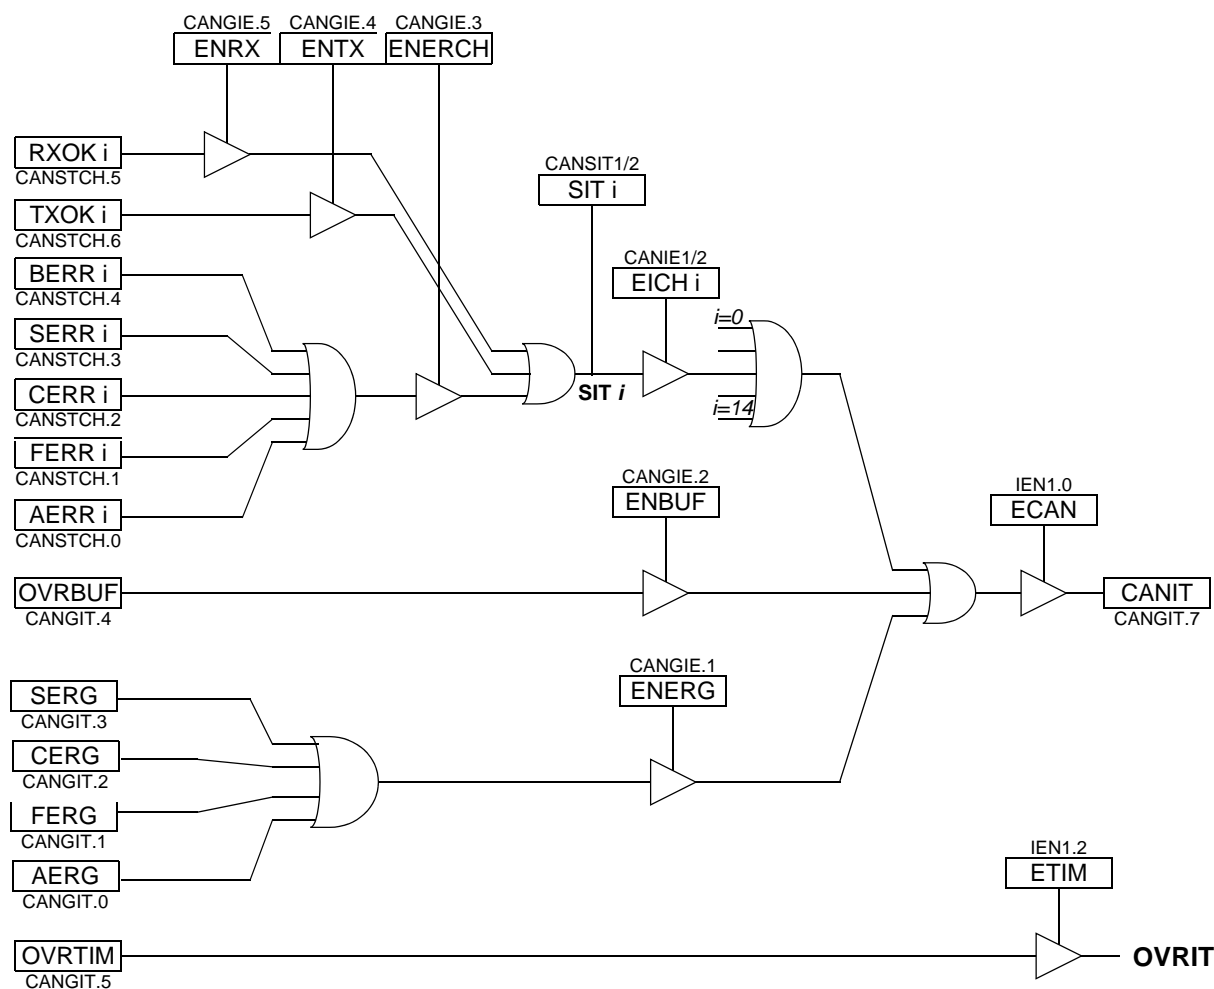 CANGIE.5 CANGIE.4 CANGIE.3
ENRX ENTX ENERCH
RXOK i
CANSTCH.5
TXOK i
CANSTCH.6
BERR i
CANSTCH.4
SERR i
CANSTCH.3
CERR i
CANSTCH.2
FERR i
CANSTCH.1
AERR i
CANSTCH.0
CANSIT1/2
SIT i
SIT i
CANIE1/2
EICH i
i=0
i=14
CANGIE.2
ENBUF
OVRBUF
CANGIT.4
IEN1.0
ECAN
CANIT
CANGIT.7
CANGIE.1
ENERG
SERG
CANGIT.3
CERG
CANGIT.2
FERG
CANGIT.1
AERG
CANGIT.0
IEN1.2
ETIM
OVRTIM
CANGIT.5
OVRIT